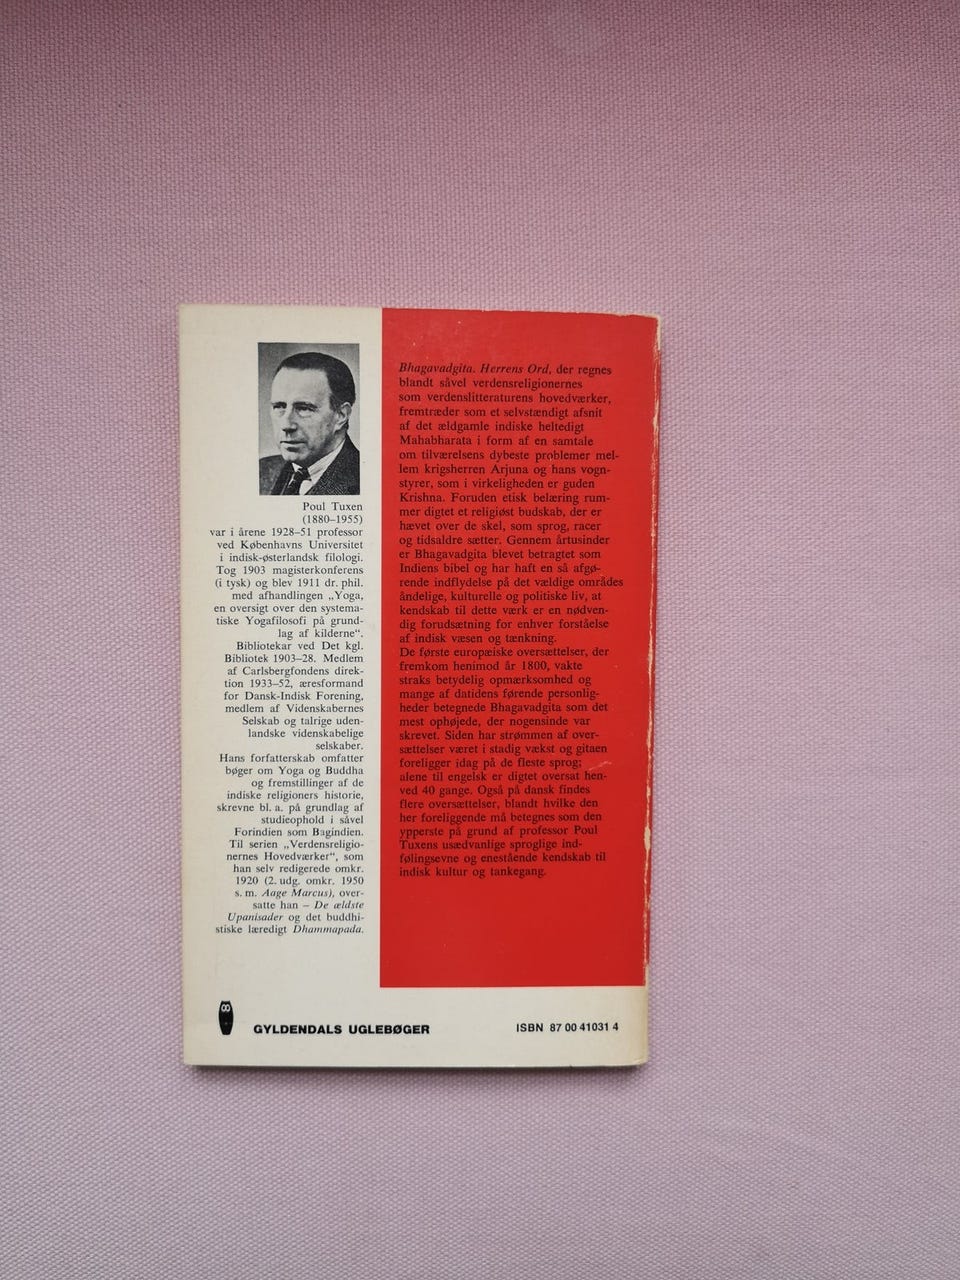 Poul Tuxen
(1880–1955)
var i årene 1928–51 professor
ved Københavns Universitet
i indisk-østerlandsk filologi.
Tog 1903 magisterkonferens
(i tysk) og blev 1911 dr. phil.
med afhandlingen „Yoga,
en oversigt over den systema-
tiske Yogafilosofi på grund-
lag af kilderne“.
Bibliotekar ved Det kgl.
Bibliotek 1903–28. Medlem
af Carlsbergfondens direk-
tion 1933–52, æresformand
for Dansk-Indisk Forening,
medlem af Videnskabernes
Selskab og talrige uden-
landske videnskabelige
selskaber.
Hans forfatterskab omfatter
bøger om Yoga og Buddha
og fremstillinger af de
indiske religioners historie,
skrevne bl. a. på grundlag af
studieophold i såvel
Forindien som Bagindien.
Til serien „Verdensreligio-
nernes Hovedværker“, som
han selv redigerede omkr.
1920 (2. udg. omkr. 1950
s. m. Aage Marcus), over-
satte han – De ældste
Upanisader og det buddhi-
stiske læredigt Dhammapada.
Bhagavadgita. Herrens Ord, der regnes
blandt såvel verdensreligionernes
som verdenslitteraturens hovedværker,
fremtræder som et selvstændigt afsnit
af det ældgamle indiske heltedigt
Mahabharata i form af en samtale
om tilværelsens dybeste problemer mel-
lem krigsherren Arjuna og hans vogn-
styrer, som i virkeligheden er guden
Krishna. Foruden etisk belæring rum-
mer digtet et religiøst budskab, der er
hævet over de skel, som sprog, racer
og tidsaldre sætter. Gennem årtusinder
er Bhagavadgita blevet betragtet som
Indiens bibel og har haft en så afgø-
rende indflydelse på det vældige områdes
åndelige, kulturelle og politiske liv, at
kendskab til dette værk er en nødven-
dig forudsætning for enhver forståelse
af indisk væsen og tænkning.
De første europæiske oversættelser, der
fremkom henimod år 1800, vakte
straks betydelig opmærksomhed og
mange af datidens førende personlig-
heder betegnede Bhagavadgita som det
mest ophøjede, der nogensinde var
skrevet. Siden har strømmen af over-
sættelser været i stadig vækst og gitaen
foreligger idag på de fleste sprog;
alene til engelsk er digtet oversat hen-
ved 40 gange. Også på dansk findes
flere oversættelser, blandt hvilke den
her foreliggende må betegnes som den
ypperste på grund af professor Poul
Tuxens usædvanlige sproglige ind-
følingsevne og enestående kendskab til
indisk kultur og tankegang.
GYLDENDALS UGLEBØGER
ISBN 87 00 41031 4